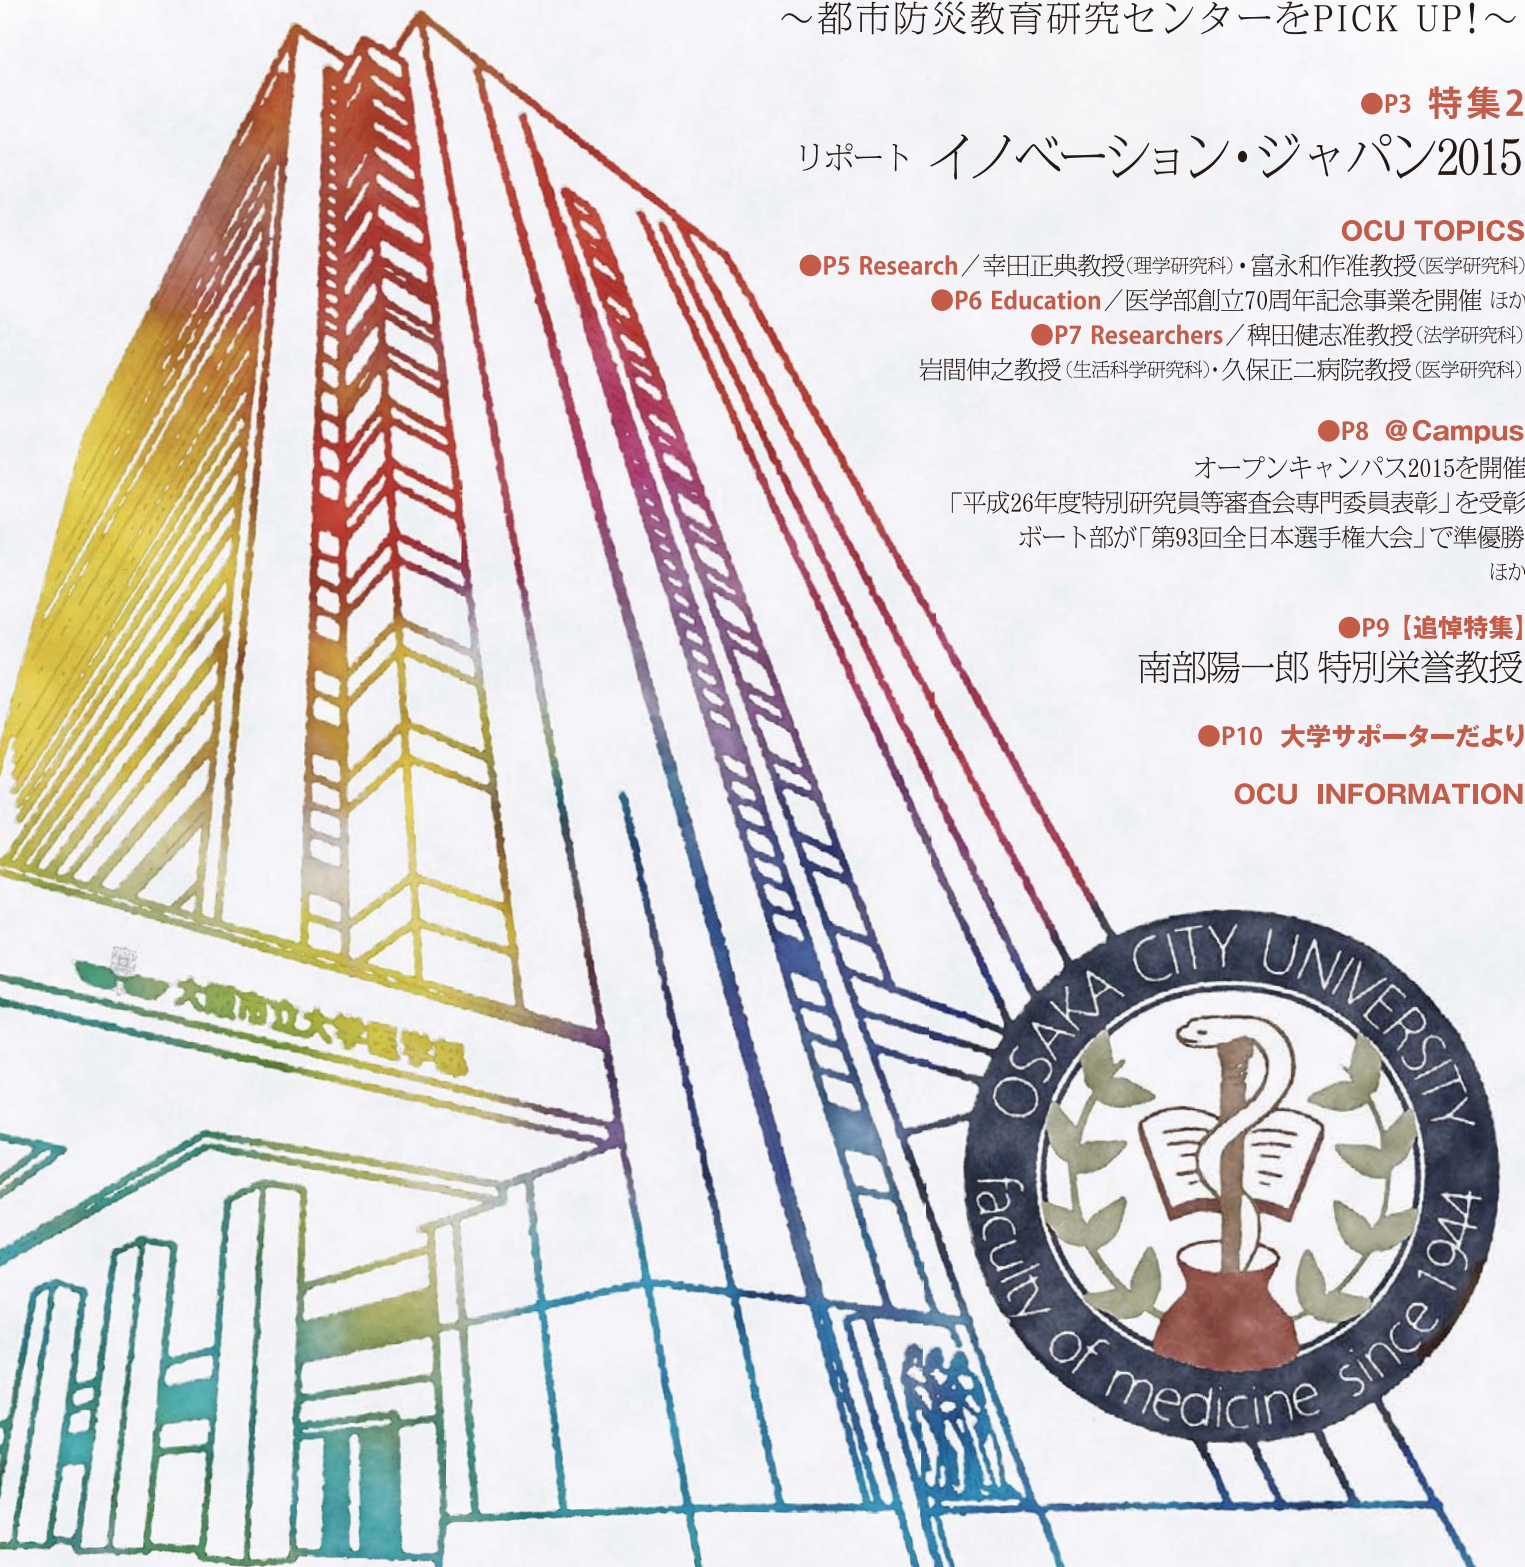 ～都市防災教育研究センターをPICK UP!～
●P3 特集2
リポート イノベーション・ジャパン2015
OCU TOPICS
●P5 Research／幸田正典教授(理学研究科)・富永和作准教授(医学研究科)
●P6 Education／医学部創立70周年記念事業を開催 ほか
●P7 Researchers／稗田健志准教授(法学研究科)
岩間伸之教授(生活科学研究科)・久保正二病院教授(医学研究科)
●P8 @Campus
オープンキャンパス2015を開催
「平成26年度特別研究員等審査会専門委員表彰」を受彰
ボート部が「第93回全日本選手権大会」で準優勝
ほか
●P9【追悼特集】
南部陽一郎 特別栄誉教授
●P10 大学サポーターだより
OCU INFORMATION
大阪市立大学医学部
OSAKA CITY UNIVERSITY
faculty of medicine since 1944